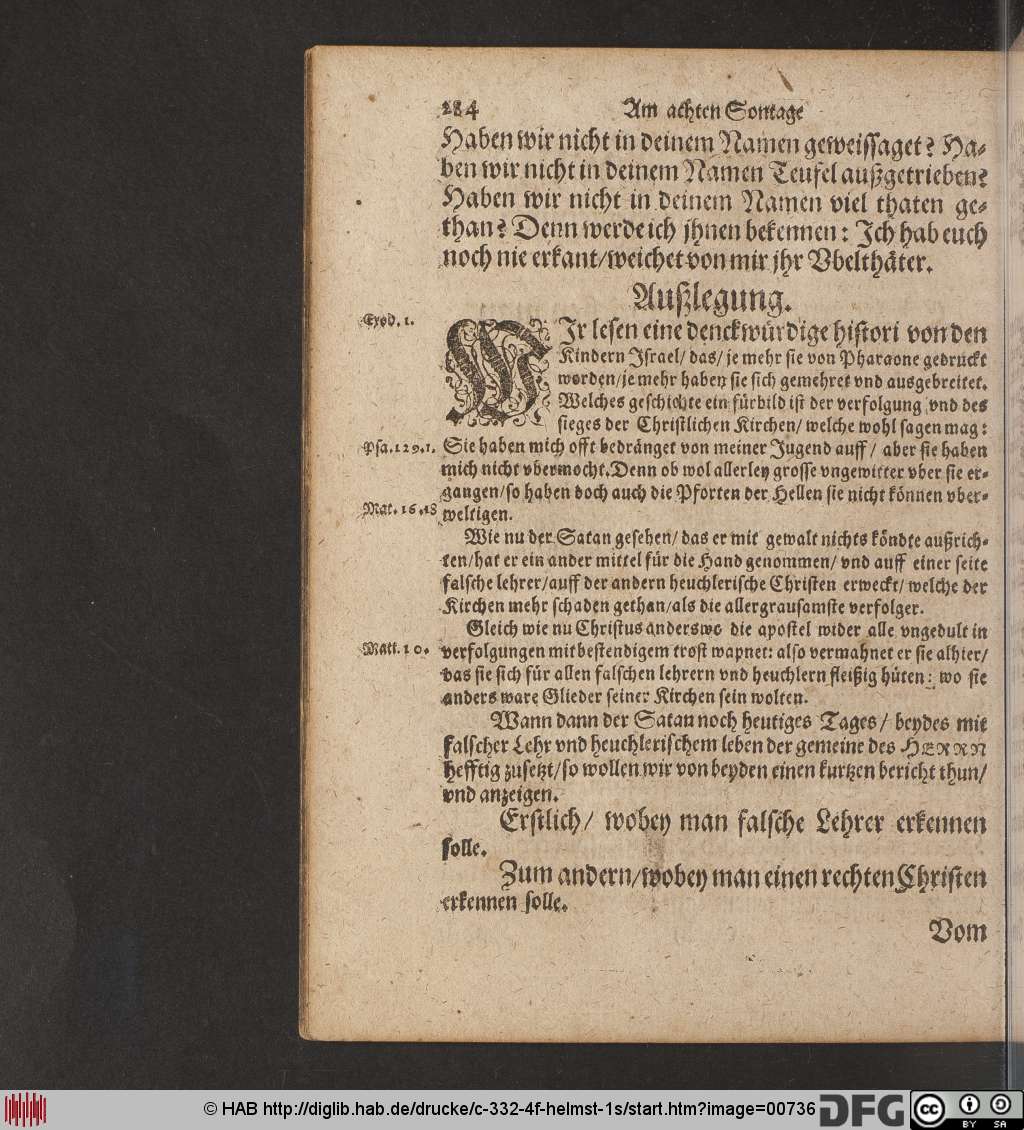 284 Am achten Sontage
Haben wir nicht in deinem Namen geweissaget? Ha-
ben wir nicht in deinem Namen Teufel außgetrieben?
Haben wir nicht in deinem Namen viel thaten ge-
than? Denn werde ich jhnen bekennen: Ich hab euch
noch nie erkant/weichet von mir jhr Vbelthäter.
Außlegung.
Exod. 1.
WIr lesen eine denckwürdige histori von den
Kindern Israel/ das/ je mehr sie von Pharaone gedruckt
worden/je mehr haben sie sich gemehret vnd ausgebreitet.
Welches geschichte ein fürbild ist der verfolgung vnd des
sieges der Christlichen Kirchen/ welche wohl sagen mag:
Psa. 129.1.
Sie haben mich offt bedränget von meiner Jugend auff/ aber sie haben
mich nicht vbermocht. Denn ob wol allerley grosse vngewitter vber sie er-
gangen/so haben doch auch die Pforten der Hellen sie nicht können vber-
Mat. 16.18
weltigen.
Wie nu der Satan gesehen/ das er mit gewalt nichts köndte außrich-
ten/hat er ein ander mittel für die Hand genommen/ vnd auff einer seite
falsche lehrer/auff der andern heuchlerische Christen erweckt/ welche der
Kirchen mehr schaden gethan/als die allergrausamste verfolger.
Gleich wie nu Christus anderswo die apostel wider alle vngedult in
Matt. 10.
verfolgungen mit bestendigem trost wapnet: also vermahnet er sie alhier/
das sie sich für allen falschen lehrern vnd heuchlern fleißig hüten: wo sie
anders ware Glieder seiner Kirchen sein wolten.
Wann dann der Satan noch heutiges Tages/ beydes mit
falscher Lehr vnd heuchlerischem leben der gemeine des HERRN
hefftig zusetzt/so wollen wir von beyden einen kurtzen bericht thun/
vnd anzeigen.
Erstlich/ wobey man falsche Lehrer erkennen
solle.
Zum andern/wobey man einen rechten Christen
erkennen solle.
Vom
© HAB http://diglib.hab.de/drucke/c-332-4f-helmst-1s/start.htm?image=00736 DFG cc BY SA